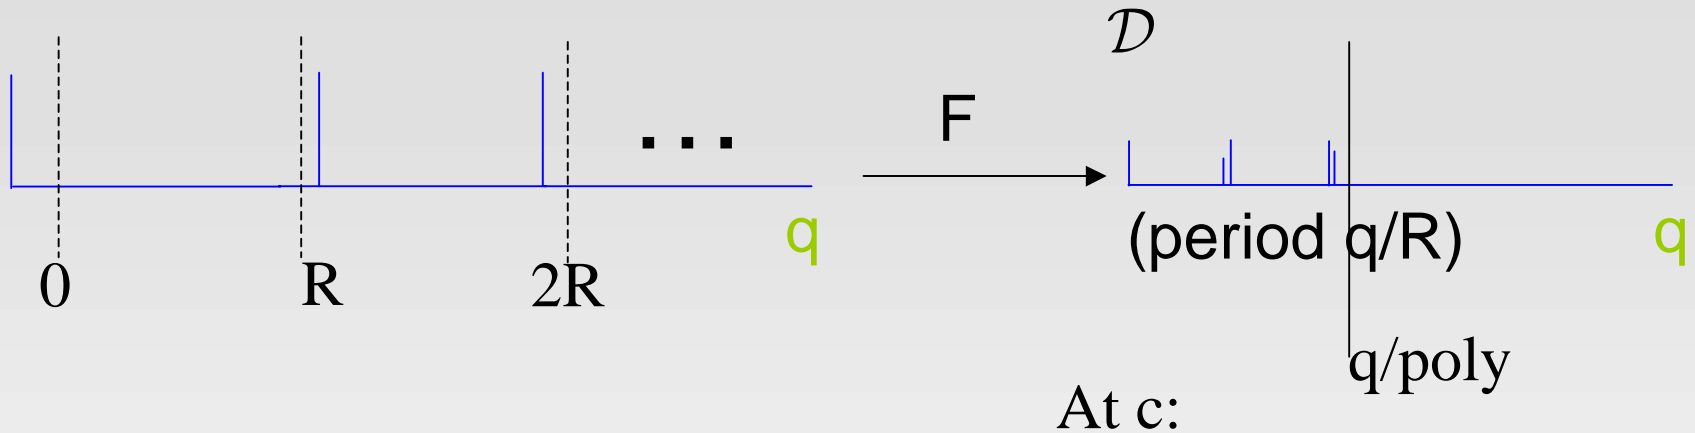 𝒟
F
...
q
(period q/R)
q
0
R
2R
q/poly
At c: